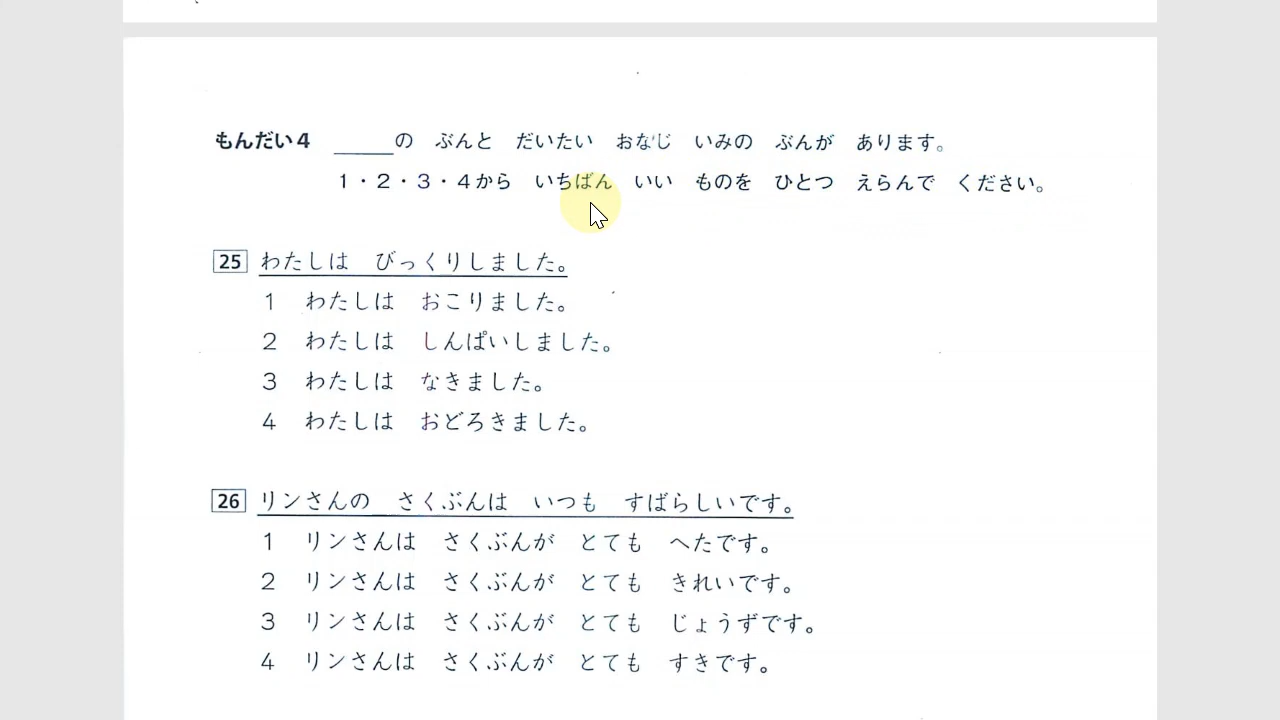 もんだい4 _____の ぶんと だいたい おなじ いみの ぶんが あります。
1・2・3・4から いちばん いい ものを ひとつ えらんで ください。
25 わたしは びっくりしました。
1 わたしは おこりました。
2 わたしは しんぱいしました。
3 わたしは なきました。
4 わたしは おどろきました。
26 リンさんの さくぶんは いつも すばらしいです。
1 リンさんは さくぶんが とても へたです。
2 リンさんは さくぶんが とても きれいです。
3 リンさんは さくぶんが とても じょうずです。
4 リンさんは さくぶんが とても すきです。